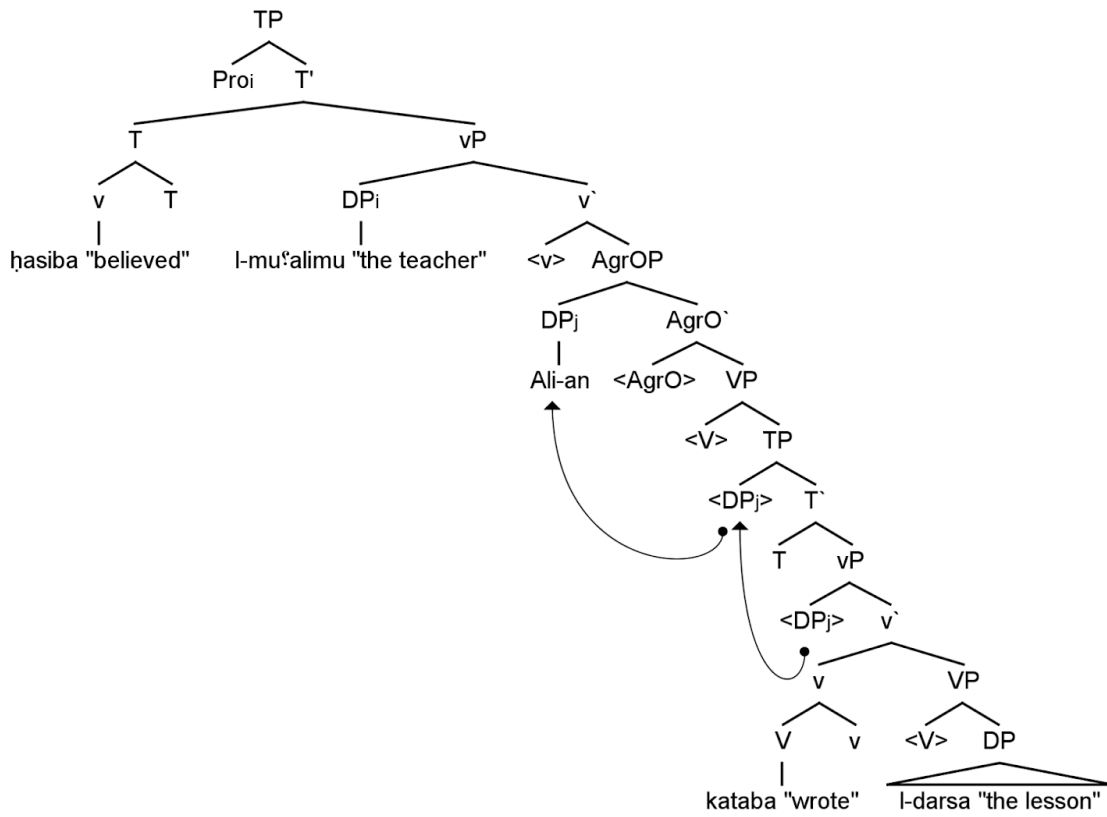 TP
Proi T'
T vP
v T DPi v`
ḥasiba "believed" l-muʕalimu "the teacher" <v> AgrOP
DPj AgrO`
Ali-an <AgrO> VP
<V> TP
<DPj> T`
T vP
<DPj> v`
v VP
V v <V> DP
kataba "wrote" l-darsa "the lesson"